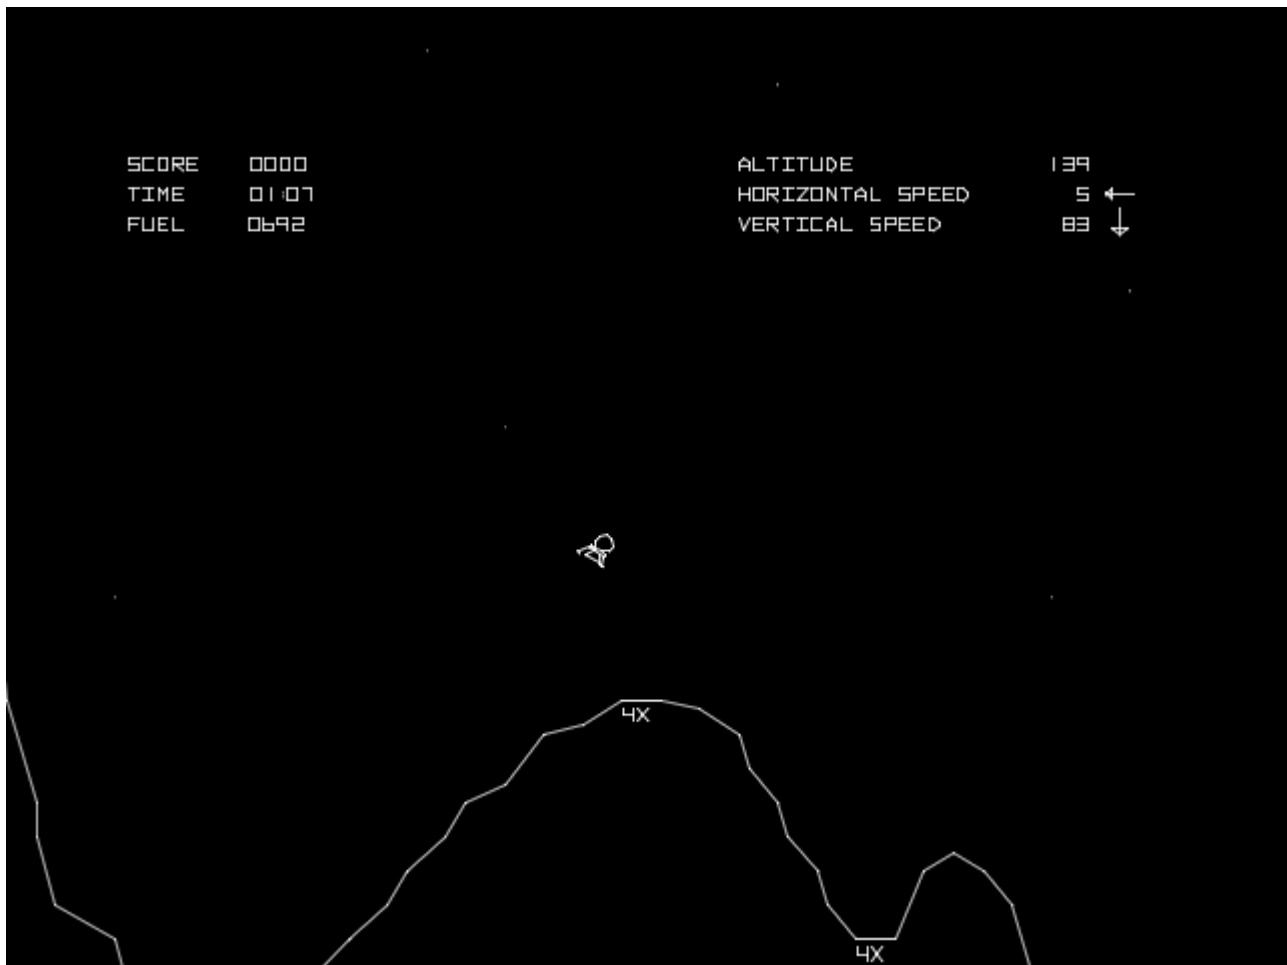 SCORE 0000
TIME 01:07
FUEL 0692
ALTITUDE 139
HORIZONTAL SPEED 5 ←
VERTICAL SPEED 83 ↓
4X
4X